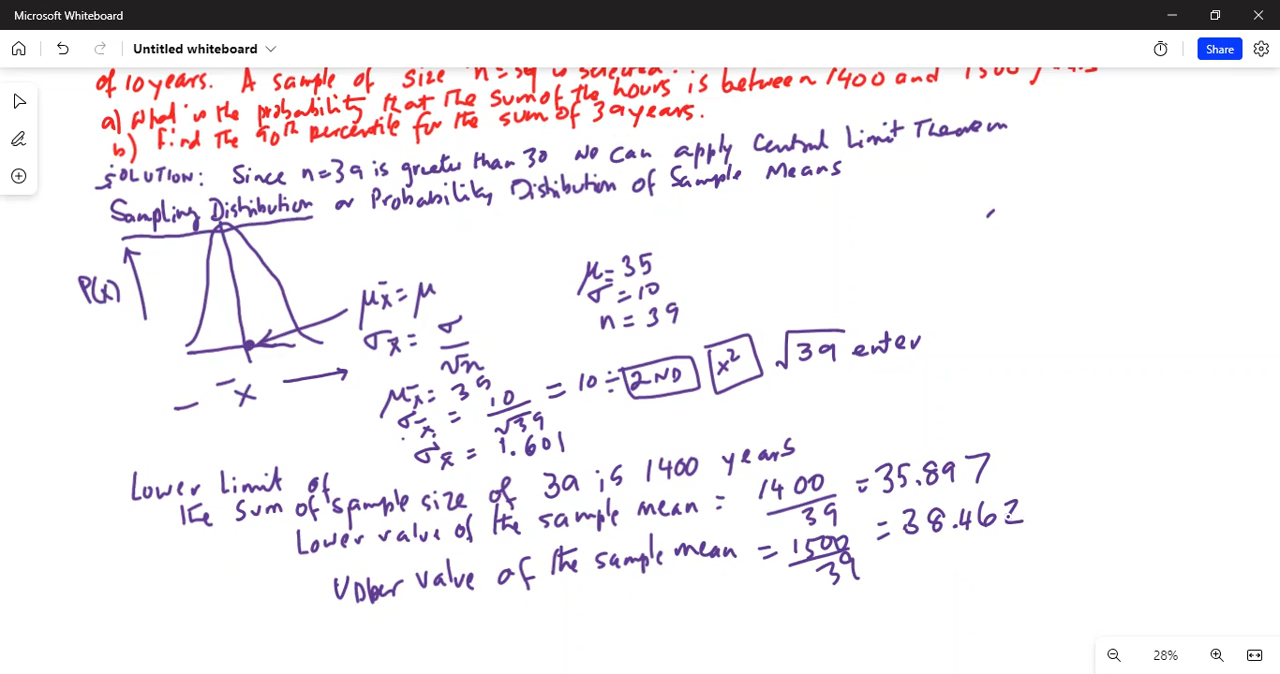 Microsoft Whiteboard
Untitled whiteboard
Share
of 10 years. A sample of size n=39 is selected.
a) What is the probability that the sum of the hours is between 1400 and 1500
b) Find the 90th percentile for the sum of 39 years.
SOLUTION: Since n=39 is greater than 30 we can apply Central Limit Theorem
Sampling Distribution or Probability Distribution of Sample Means
P(x)
x̄
μx̄ = μ
σx̄ = σ/√n
μ = 35
σ = 10
n = 39
μx̄ = 35
σx̄ = 10/√39 = 10 ÷ 2ND x² √39 enter
σx̄ = 1.601
Lower limit of
the sum of sample size of 39 is 1400 years
Lower value of the sample mean = 1400/39 = 35.897
Upper value of the sample mean = 1500/39 = 38.462
28%